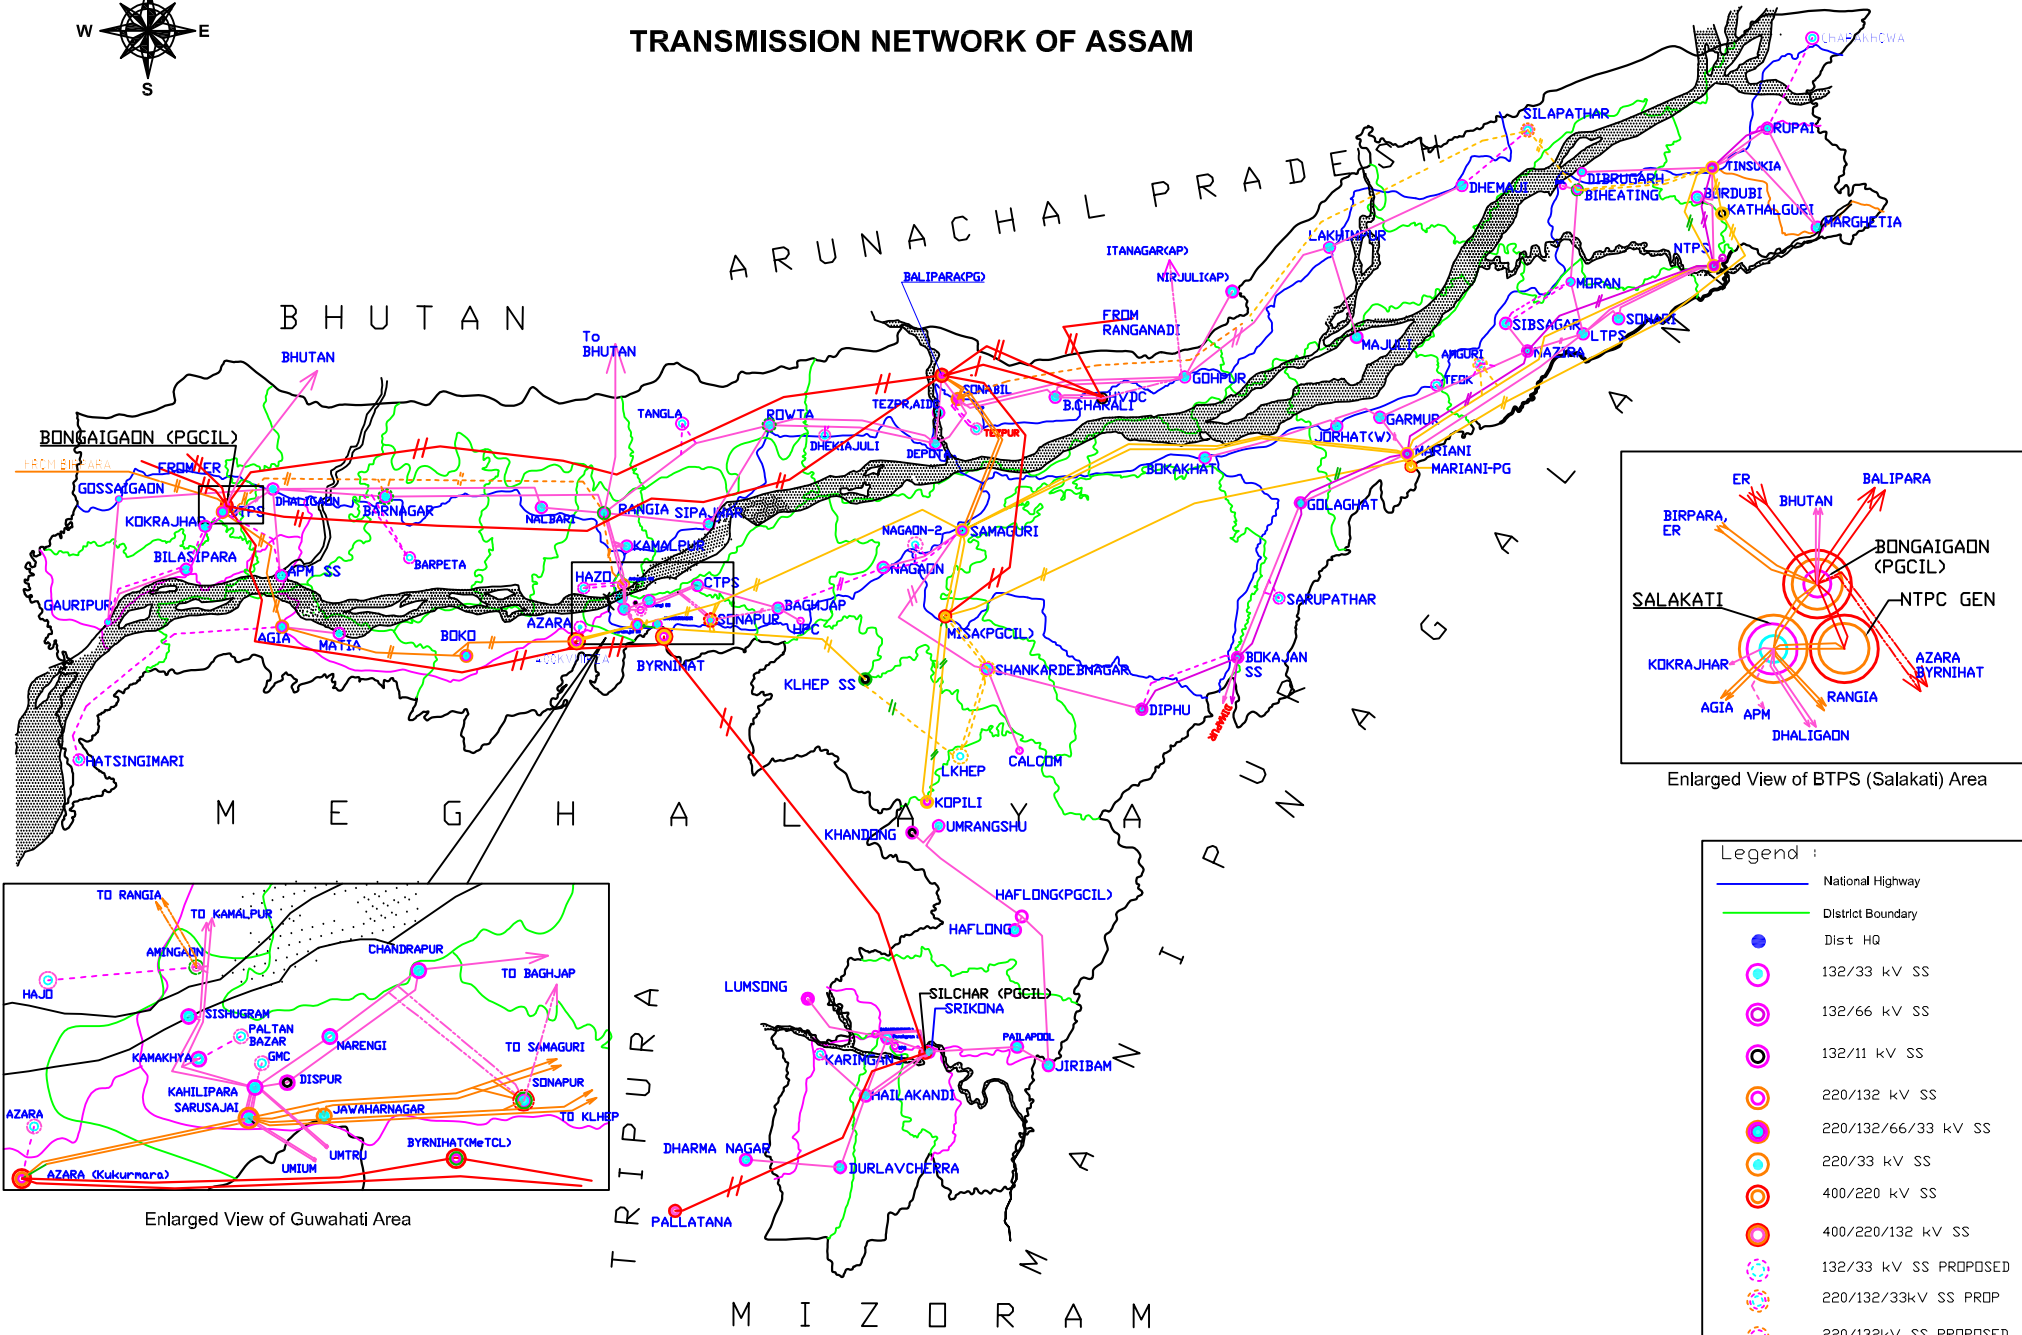 W E
S
TRANSMISSION NETWORK OF ASSAM
CHAPAKHOWA
SILAPATHAR
RUPAI
TINSUKIA
DIBRUGARH
BIHEATING
BURDUBI
KATHALGURI
MARGHETIA
NTPS
DHEMAJI
LAKHIMPUR
ARUNACHAL PRADESH
ITANAGAR(AP)
NIRJULI(AP)
BALIPARA(PG)
FROM
RANGANADI
MORAN
SIBSAGAR
SONARI
LTPS
NAZIRA
AMGURI
TEOK
MAJULI
GARMUR
JORHAT(W)
MARIANI
MARIANI-PG
BHUTAN
To
BHUTAN
BHUTAN
GOHPUR
SONABIL
HVDC
B.CHARALI
TEZPUR
DEPOTA
TANGLA
ROWTA
DHEKIAJULI
BONGAIGAON (PGCIL)
FROM BIRPARA
FROM ER
GOSSAIGAON
BTPS
DHALIGAON
BARNAGAR
KOKRAJHAR
NALBARI
RANGIA
SIPAJHAR
BOKAKHAT
GOLAGHAT
NAGALAND
BILASIPARA
APM SS
BARPETA
KAMALPUR
NAGAON-2
SAMAGURI
NAGAON
HAZO
CTPS
GAURIPUR
AGIA
MATIA
BOKO
AZARA
SONAPUR
BAGHJAP
HPC
BYRNIHAT
MISA(PGCIL)
SARUPATHAR
SHANKARDEBNAGAR
BOKAJAN
SS
KLHEP SS
DIPHU
DIMAPUR
HATSINGIMARI
LKHEP
CALCOM
MEGHALAYA
KOPILI
KHANDONG
UMRANGSHU
HAFLONG(PGCIL)
HAFLONG
MANIPUR
LUMSONG
SILCHAR (PGCIL)
SRIKONA
PAILAPOOL
KARIMGANJ
JIRIBAM
HAILAKANDI
DHARMA NAGAR
DURLAVCHERRA
PALLATANA
TRIPURA
MIZORAM
ER
BHUTAN
BALIPARA
BIRPARA,
ER
BONGAIGAON
(PGCIL)
SALAKATI
NTPC GEN
KOKRAJHAR
AZARA
BYRNIHAT
AGIA
APM
RANGIA
DHALIGAON
Enlarged View of BTPS (Salakati) Area
TO RANGIA
TO KAMALPUR
AMINGAON
CHANDRAPUR
TO BAGHJAP
HAJO
SISHUGRAM
PALTAN
BAZAR
NARENGI
KAMAKHYA
GMC
TO SAMAGURI
DISPUR
KAHILIPARA
SARUSAJAI
JAWAHARNAGAR
SONAPUR
TO KLHEP
AZARA
BYRNIHAT(MeTCL)
UMTRU
UMIUM
AZARA (Kukurmara)
Enlarged View of Guwahati Area
Legend :
National Highway
District Boundary
Dist HQ
132/33 kV SS
132/66 kV SS
132/11 kV SS
220/132 kV SS
220/132/66/33 kV SS
220/33 kV SS
400/220 kV SS
400/220/132 kV SS
132/33 kV SS PROPOSED
220/132/33kV SS PROP
220/132kV SS PROPOSED